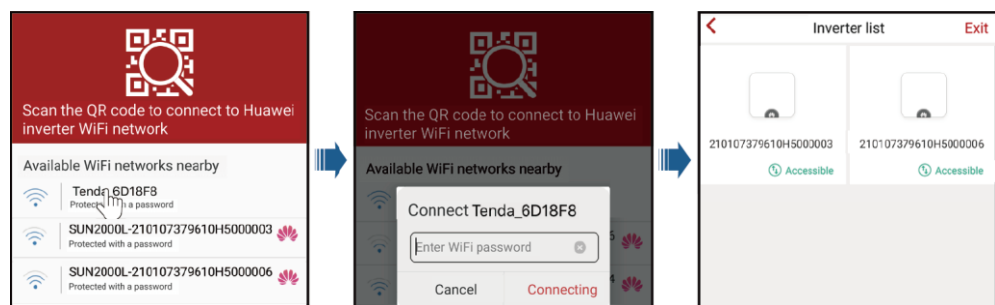 Scan the QR code to connect to Huawei
inverter WiFi network
Available WiFi networks nearby
Tenda_6D18F8
Protected with a password
SUN2000L-210107379610H5000003
Protected with a password
SUN2000L-210107379610H5000006
Protected with a password
Scan the QR code to connect to Huawei
inverter WiFi network
Available WiFi networks nearby
Connect Tenda_6D18F8
Enter WiFi password
6
4
Cancel
Connecting
Inverter list
Exit
210107379610H5000003
210107379610H5000006
Accessible
Accessible